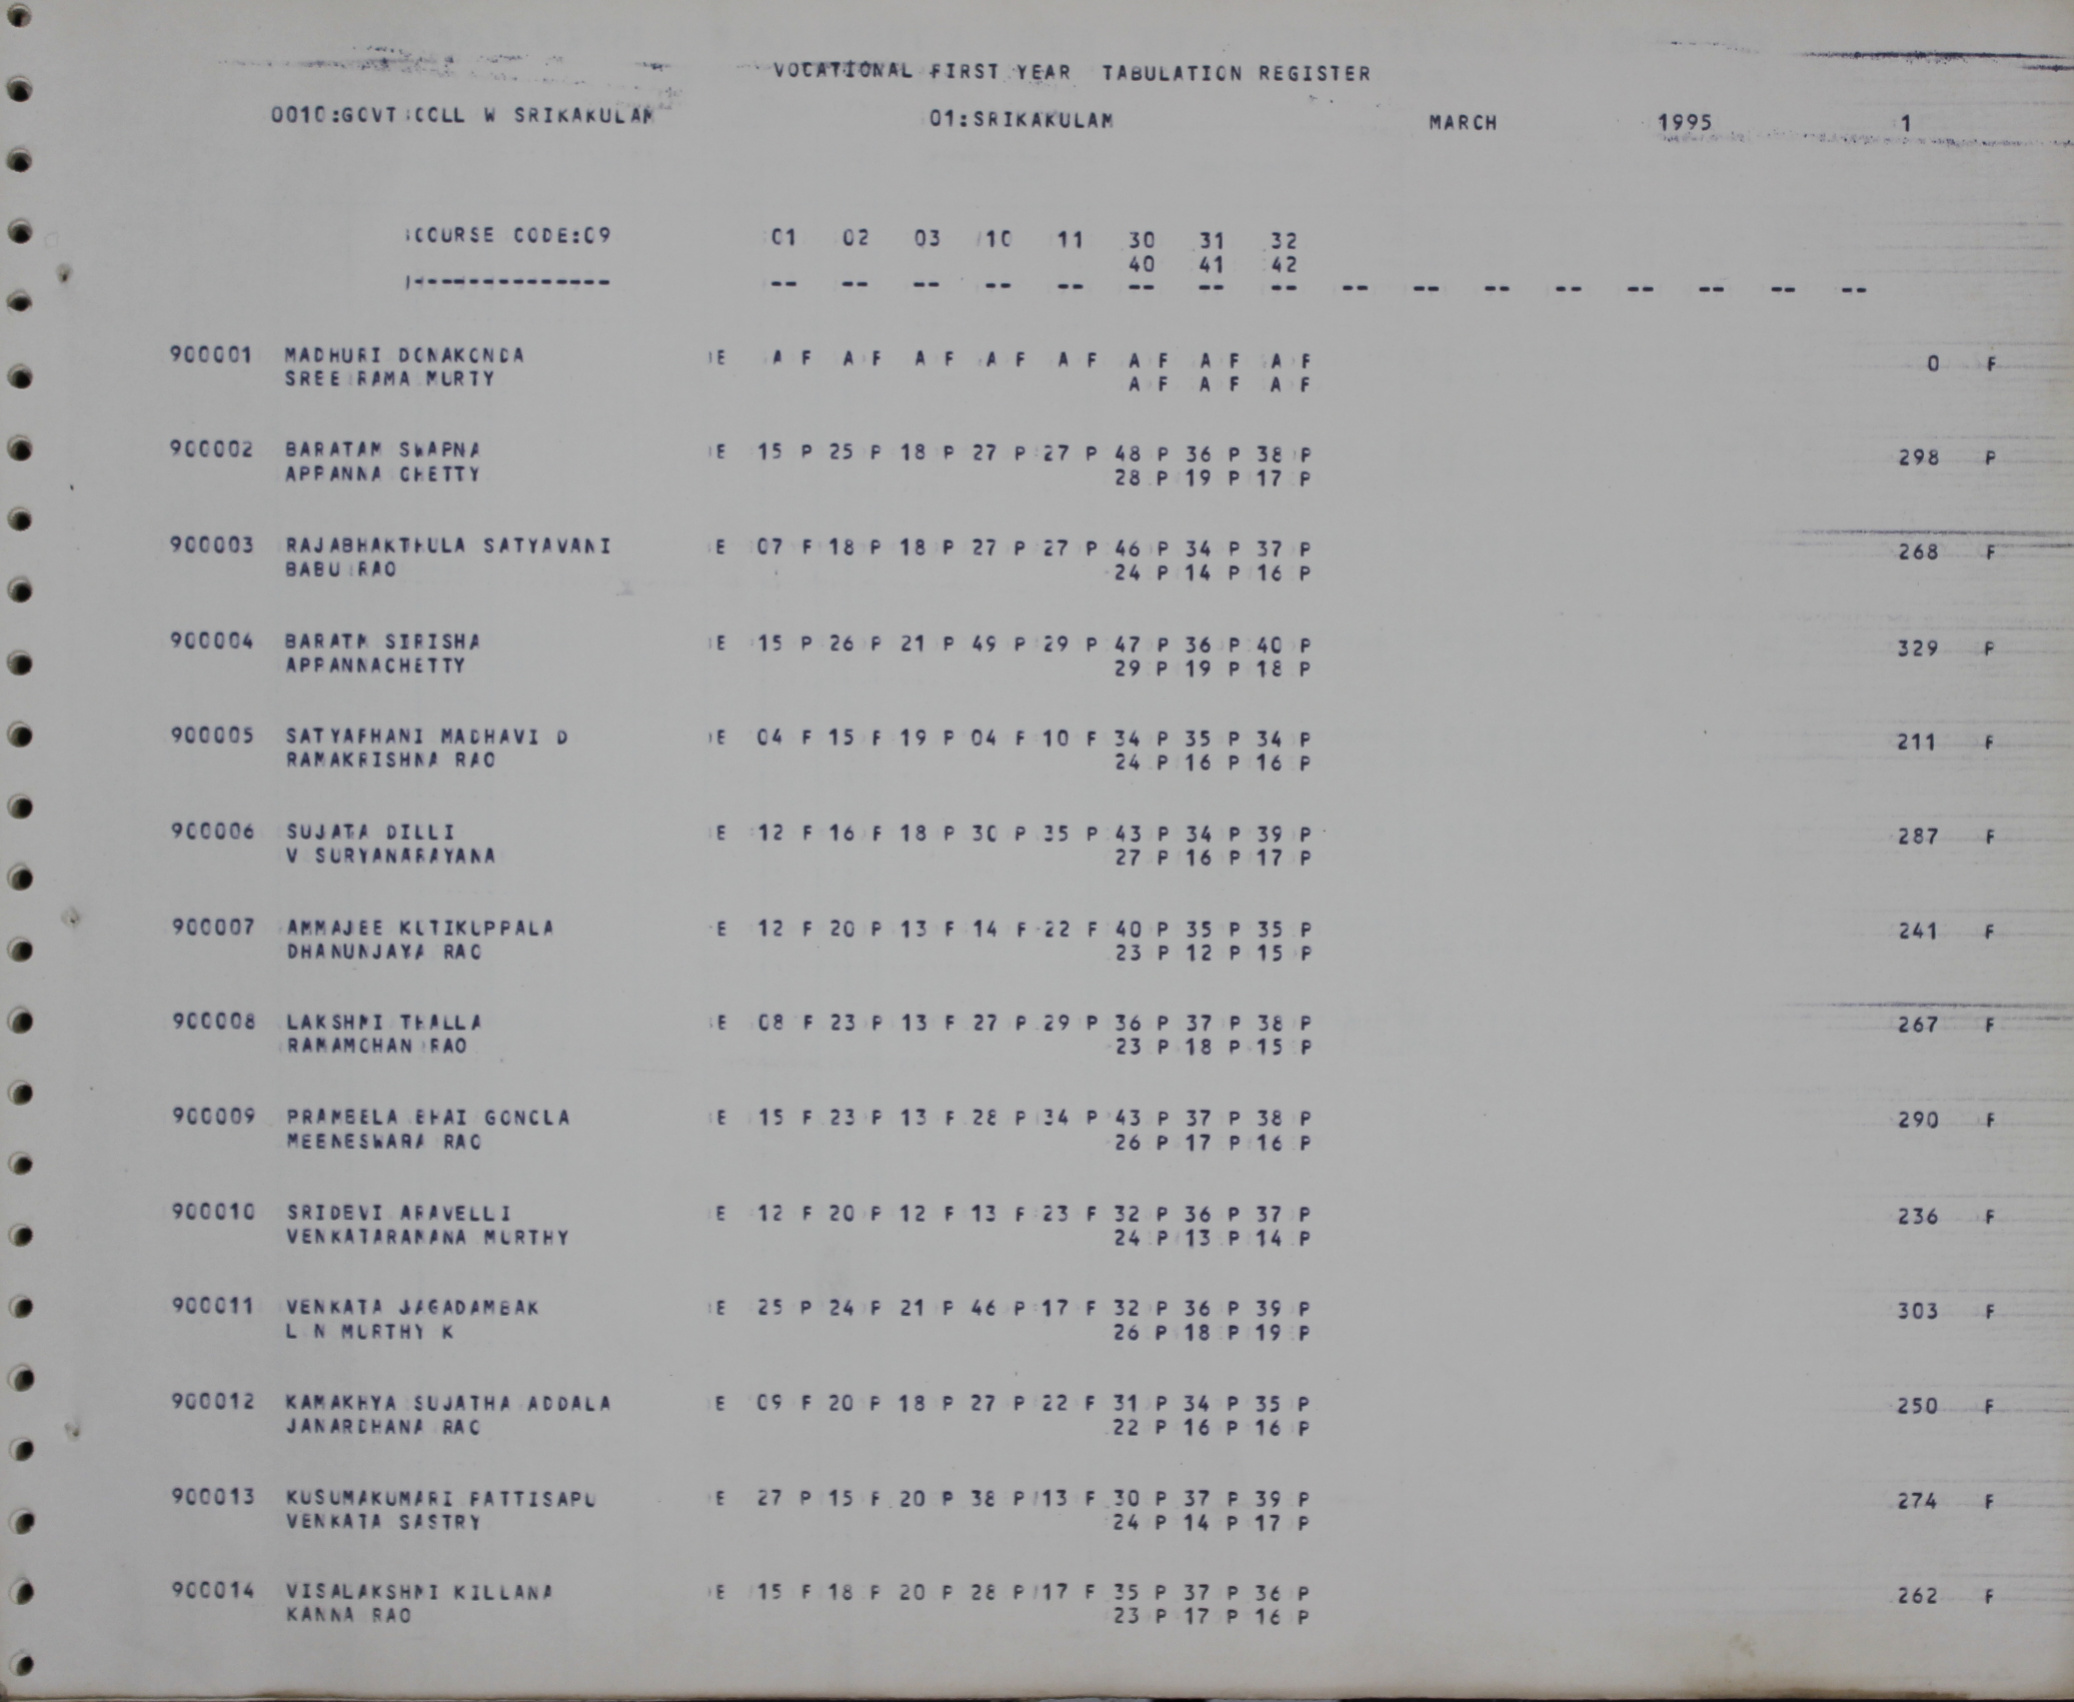 VOCATIONAL FIRST YEAR TABULATION REGISTER
0010:GOVT COLL W SRIKAKULAM 01:SRIKAKULAM MARCH 1995 1
COURSE CODE:09 01 02 03 10 11 30 31 32
40 41 42
-------------- -- -- -- -- -- -- -- -- -- -- -- -- -- -- -- --
900001 MADHURI DONAKONDA E A F A F A F A F A F A F A F A F 0 F
SREE RAMA MURTY A F A F A F
900002 BARATAM SWAPNA E 15 P 25 P 18 P 27 P 27 P 48 P 36 P 38 P 298 P
APPANNA CHETTY 28 P 19 P 17 P
900003 RAJABHAKTHULA SATYAVANI E 07 F 18 P 18 P 27 P 27 P 46 P 34 P 37 P 268 F
BABU RAO 24 P 14 P 16 P
900004 BARATM SIRISHA E 15 P 26 P 21 P 49 P 29 P 47 P 36 P 40 P 329 P
APPANNACHETTY 29 P 19 P 18 P
900005 SATYAPHANI MADHAVI D E 04 F 15 F 19 P 04 F 10 F 34 P 35 P 34 P 211 F
RAMAKRISHNA RAO 24 P 16 P 16 P
900006 SUJATA DILLI E 12 F 16 F 18 P 30 P 35 P 43 P 34 P 39 P 287 F
V SURYANARAYANA 27 P 16 P 17 P
900007 AMMAJEE KUTIKUPPALA E 12 F 20 P 13 F 14 F 22 F 40 P 35 P 35 P 241 F
DHANUNJAYA RAO 23 P 12 P 15 P
900008 LAKSHMI THALLA E 08 F 23 P 13 F 27 P 29 P 36 P 37 P 38 P 267 F
RAMAMOHAN RAO 23 P 18 P 15 P
900009 PRAMEELA BHAI GONCLA E 15 F 23 P 13 F 28 P 34 P 43 P 37 P 38 P 290 F
MEENESWARA RAO 26 P 17 P 16 P
900010 SRIDEVI ARAVELLI E 12 F 20 P 12 F 13 F 23 F 32 P 36 P 37 P 236 F
VENKATARAMANA MURTHY 24 P 13 P 14 P
900011 VENKATA JAGADAMBAK E 25 P 24 P 21 P 46 P 17 F 32 P 36 P 39 P 303 F
L N MURTHY K 26 P 18 P 19 P
900012 KAMAKHYA SUJATHA ADDALA E 09 F 20 P 18 P 27 P 22 F 31 P 34 P 35 P 250 F
JANARDHANA RAO 22 P 16 P 16 P
900013 KUSUMAKUMARI PATTISAPU E 27 P 15 F 20 P 38 P 13 F 30 P 37 P 39 P 274 F
VENKATA SASTRY 24 P 14 P 17 P
900014 VISALAKSHMI KILLANA E 15 F 18 F 20 P 28 P 17 F 35 P 37 P 36 P 262 F
KANNA RAO 23 P 17 P 16 P